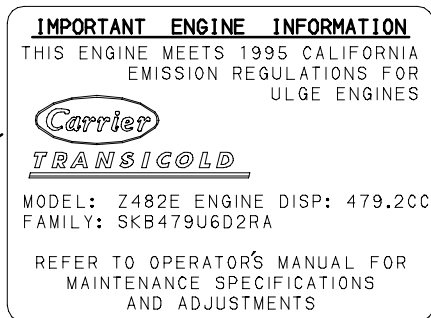 IMPORTANT ENGINE INFORMATION
THIS ENGINE MEETS 1995 CALIFORNIA
EMISSION REGULATIONS FOR
ULGE ENGINES
Carrier
TRANSICOLD
MODEL: Z482E ENGINE DISP: 479.2CC
FAMILY: SKB479U6D2RA
REFER TO OPERATOR'S MANUAL FOR
MAINTENANCE SPECIFICATIONS
AND ADJUSTMENTS